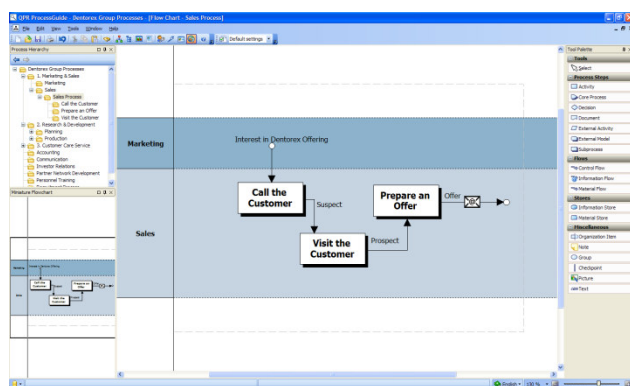 QPR ProcessGuide - Dentorex Group Processes - [Flow Chart - Sales Process]
File Edit View Tools Window Help
Default settings
Process Hierarchy
Dentorex Group Processes
1. Marketing & Sales
Marketing
Sales
Sales Process
Call the Customer
Prepare an Offer
Visit the Customer
2. Research & Development
Planning
Production
3. Customer Care Service
Accounting
Communication
Investor Relations
Partner Network Development
Personnel Training
Miniature Flowchart
Marketing
Interest in Dentorex Offering
Sales
Call the
Customer
Suspect
Visit the
Customer
Prospect
Prepare an
Offer
Offer
Tool Palette
Tools
Select
Process Steps
Activity
Core Process
Decision
Document
External Activity
External Model
Subprocess
Flows
Control Flow
Information Flow
Material Flow
Stores
Information Store
Material Store
Miscellaneous
Organization Item
Note
Group
Checkpoint
Picture
Text
English
100 %